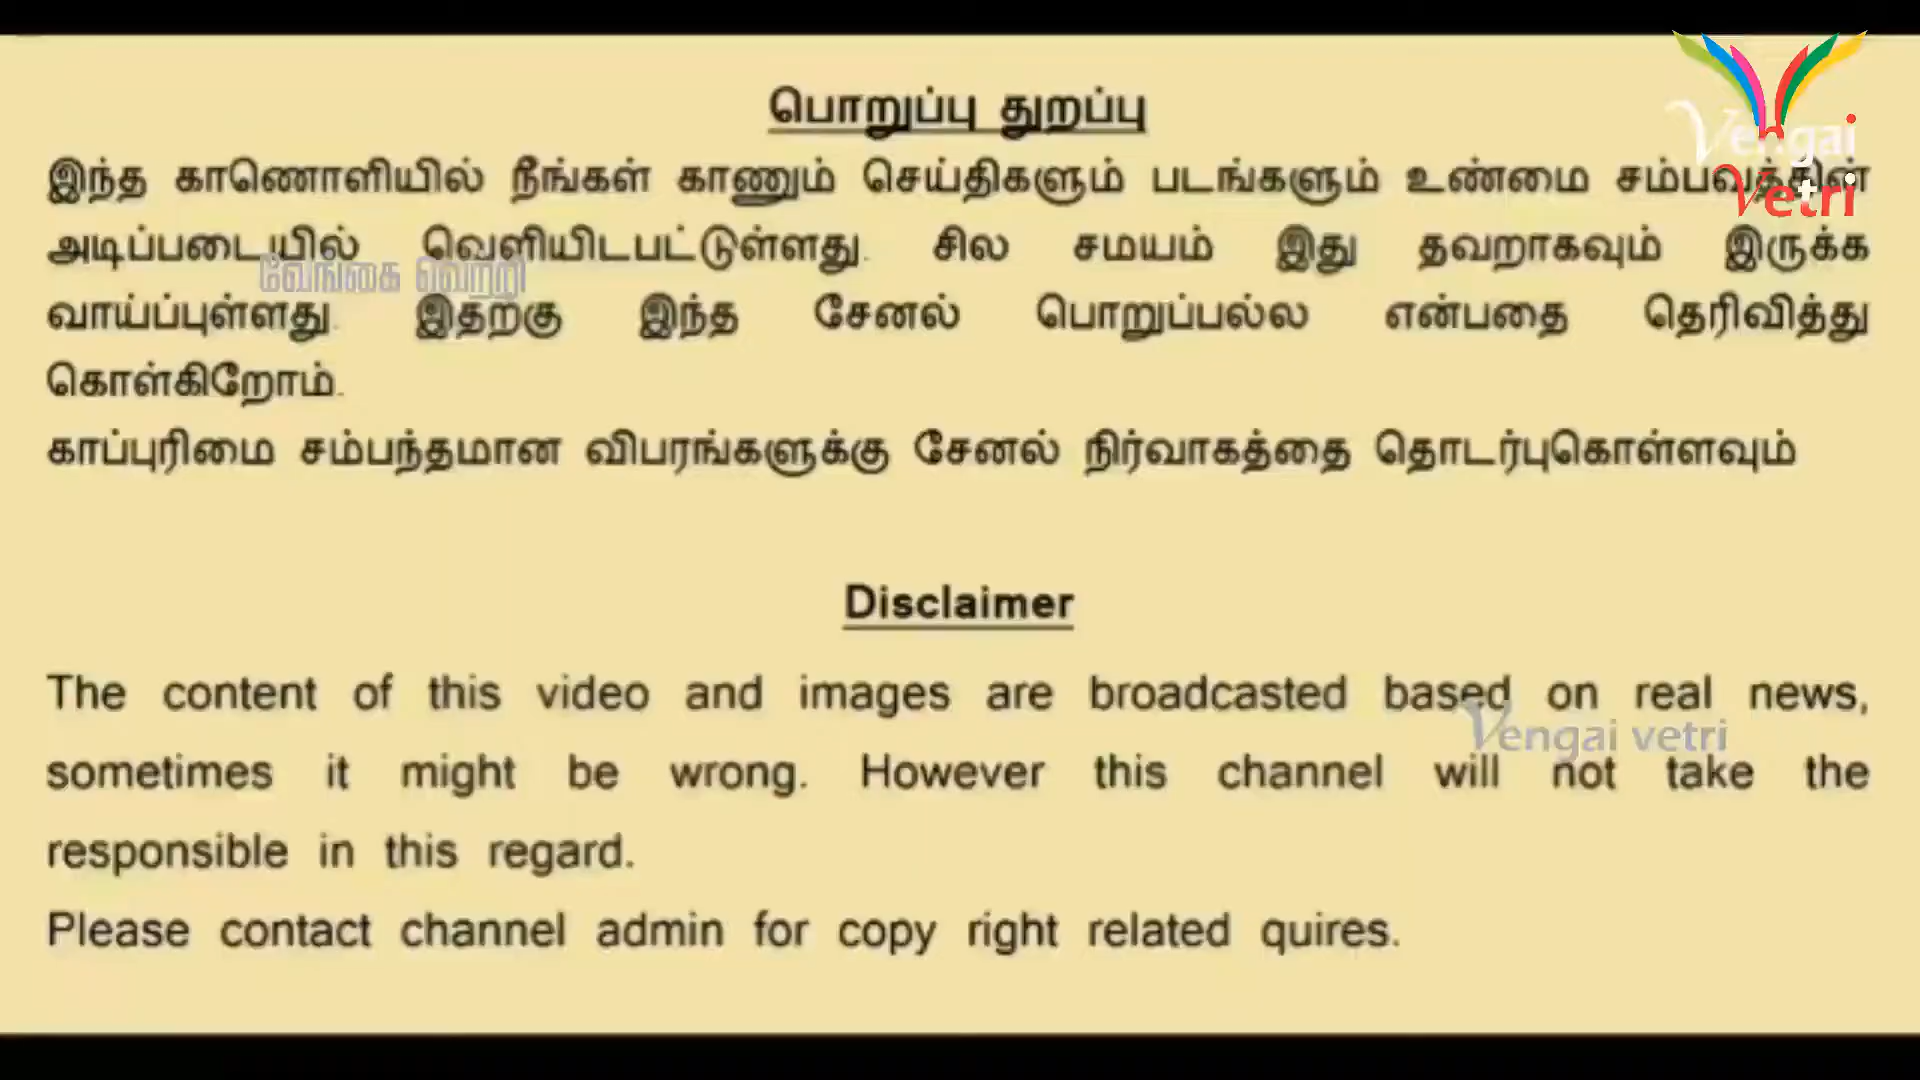 பொறுப்பு துறப்பு
இந்த காணொளியில் நீங்கள் காணும் செய்திகளும் படங்களும் உண்மை சம்பவத்தின்
அடிப்படையில் வெளியிடபட்டுள்ளது. சில சமயம் இது தவறாகவும் இருக்க
வாய்ப்புள்ளது. இதற்கு இந்த சேனல் பொறுப்பல்ல என்பதை தெரிவித்து
கொள்கிறோம்.
காப்புரிமை சம்பந்தமான விபரங்களுக்கு சேனல் நிர்வாகத்தை தொடர்புகொள்ளவும்
Disclaimer
The content of this video and images are broadcasted based on real news,
sometimes it might be wrong. However this channel will not take the
responsible in this regard.
Please contact channel admin for copy right related quires.
Vengai
Vetri
வேங்கை வெற்றி
Vengai vetri